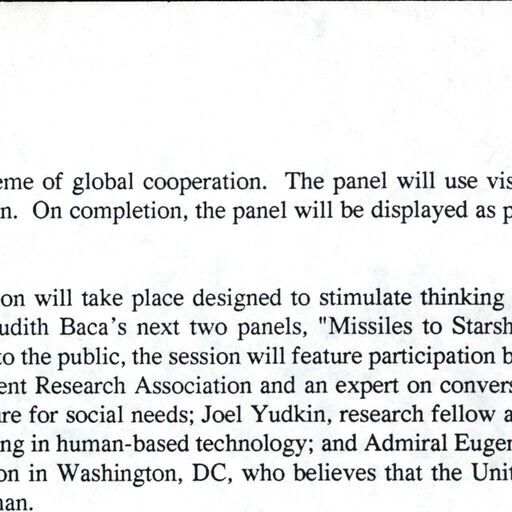 eme of global cooperation. The panel will use vis
n. On completion, the panel will be displayed as p
on will take place designed to stimulate thinking
udith Baca's next two panels, "Missiles to Starsh
to the public, the session will feature participation b
ent Research Association and an expert on convers
re for social needs; Joel Yudkin, research fellow a
ng in human-based technology; and Admiral Eugen
on in Washington, DC, who believes that the Unit
an.